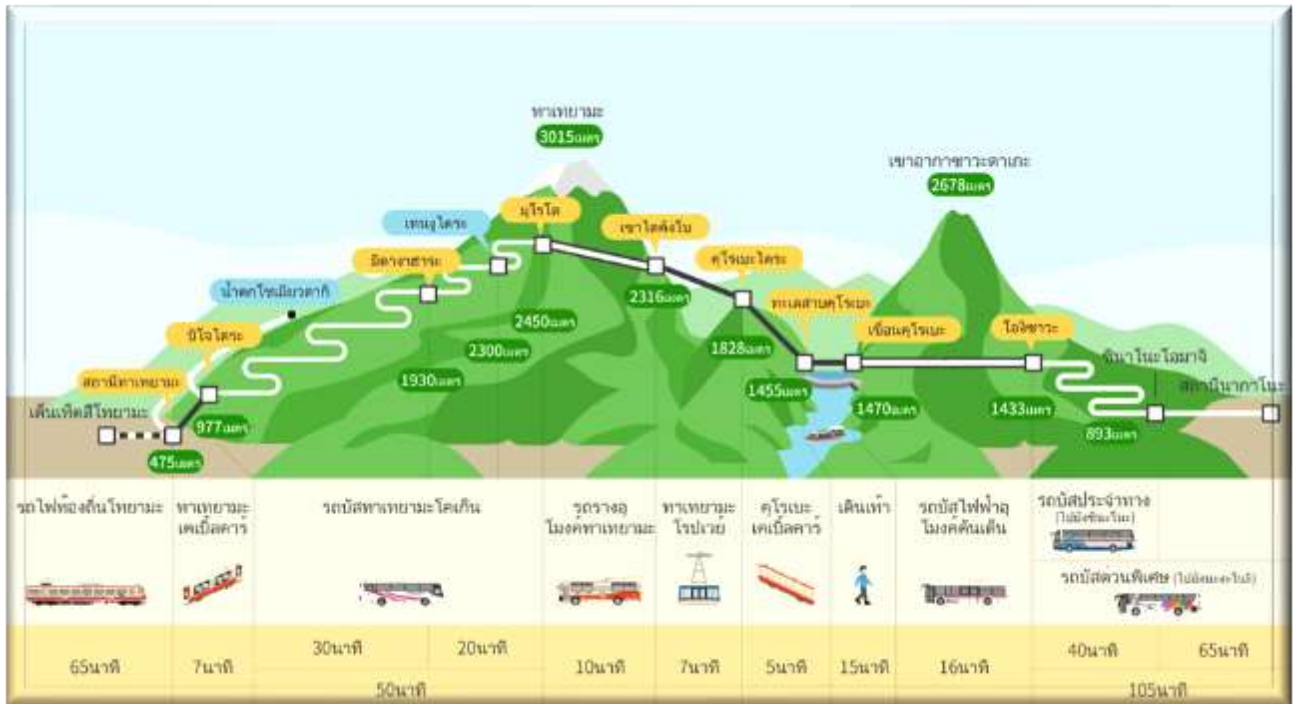 ทาเทยามะ
3015เมตร
เขาอากาซาวะดาเกะ
2678เมตร
มุโรโด
เทนงูไดระ
เขาไดคังโบ
มิดางาฮาระ
คุโรเบะไดระ
น้ำตกโชเมียวดากิ
2316เมตร
ทะเลสาบคุโรเบะ
2450เมตร
บิโจไดระ
เขื่อนคุโรเบะ
โอกิซาวะ
2300เมตร
1828เมตร
ชินาโนะโอมาจิ
สถานีทาเทยามะ
1930เมตร
1455เมตร
สถานีนากาโนะ
เด็นเท็ตสึโทยามะ
977เมตร
1470เมตร
1433เมตร
893เมตร
475เมตร
รถไฟท้องถิ่นโทยามะ
ทาเทยามะ
เคเบิ้ลคาร์
รถบัสทาเทยามะโคเก็น
รถรางอุ
โมงค์ทาเทยามะ
ทาเทยามะ
โรปเวย์
คุโรเบะ
เคเบิ้ลคาร์
เดินเท้า
รถบัสไฟฟ้าอุ
โมงค์คันเด็น
รถบัสประจำทาง
รถบัสด่วนพิเศษ
65นาที
7นาที
30นาที
20นาที
50นาที
10นาที
7นาที
5นาที
15นาที
16นาที
40นาที
65นาที
105นาที